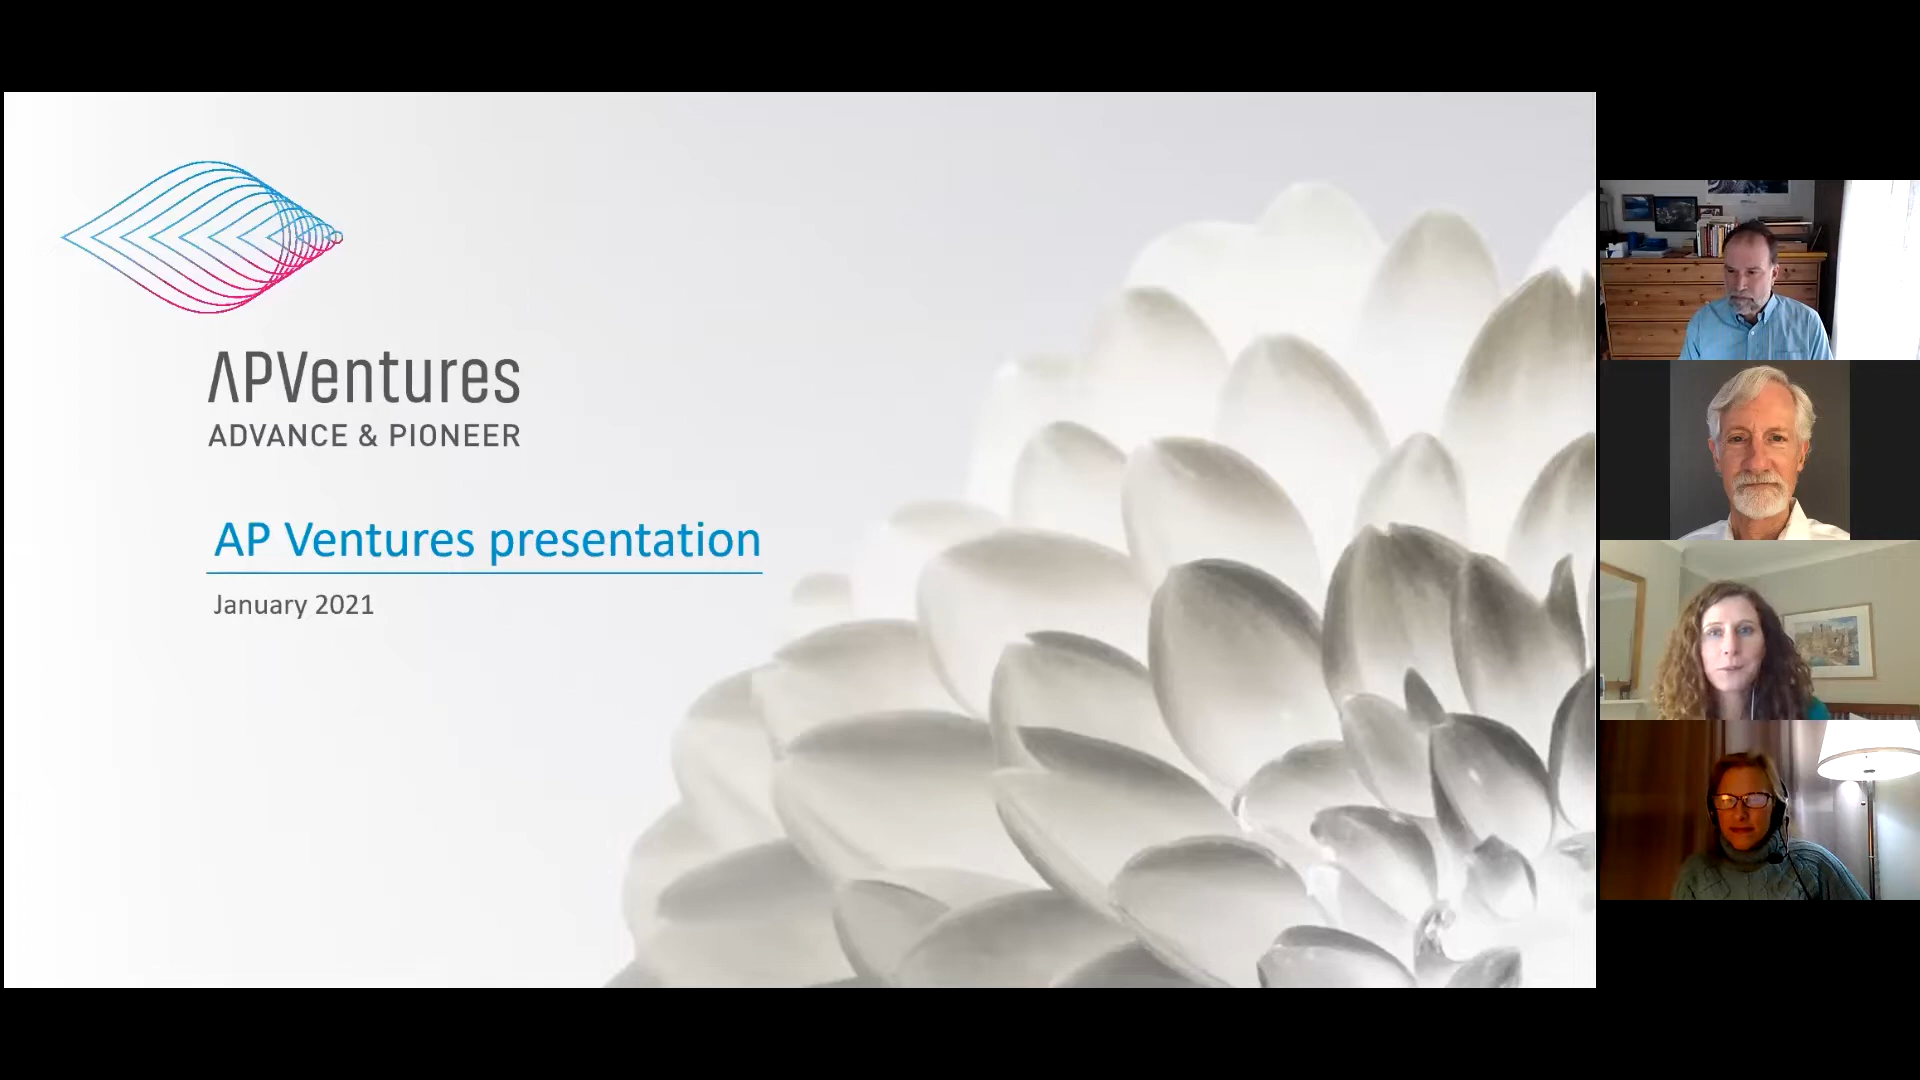 APVentures
ADVANCE & PIONEER
AP Ventures presentation
January 2021